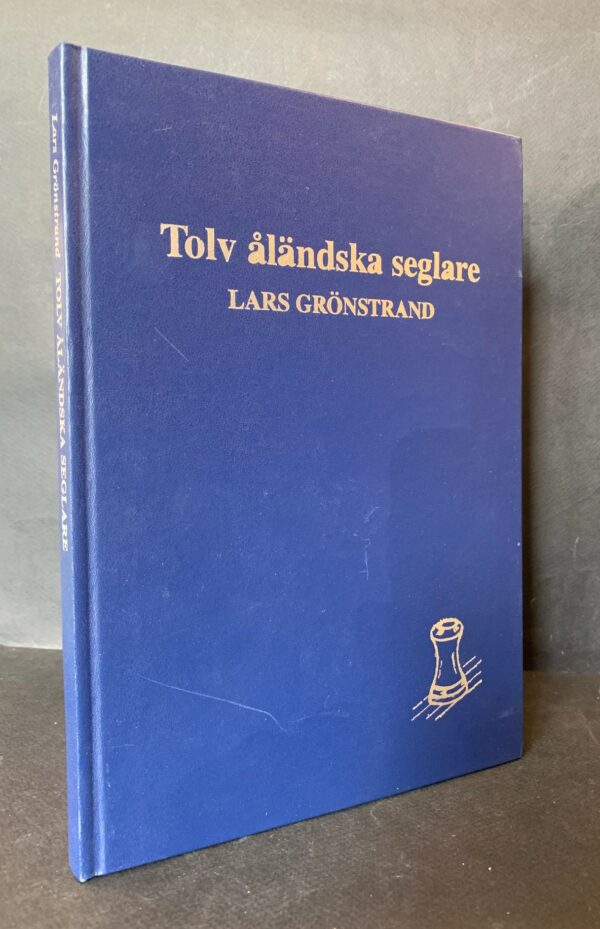 Tolv åländska seglare
LARS GRÖNSTRAND
Lars Grönstrand TOLV ÅLÄNDSKA SEGLARE